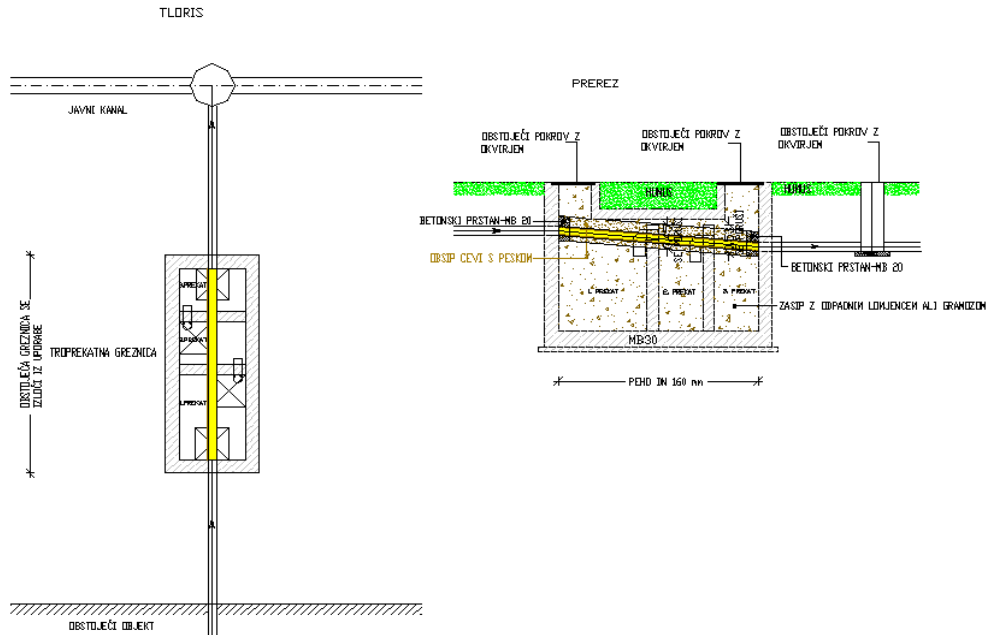 TLORIS
JAVNI KANAL
OBSTOJEČA GREZNICA SE
IZLOČI IZ UPORABE
TROPREKATNA GREZNICA
3.PREKAT
2.PREKAT
1.PREKAT
OBSTOJEČI OBJEKT
PREREZ
OBSTOJEČI POKROV Z
OKVIRJEM
OBSTOJEČI POKROV Z
OKVIRJEM
OBSTOJEČI POKROV Z
OKVIRJEM
HUMUS
HUMUS
BETONSKI PRSTAN-MB 20
OBSIP CEVI S PESKOM
BETONSKI PRSTAN-MB 20
1. PREKAT
2. PREKAT
3. PREKAT
ZASIP Z ODPADNIM LOMLJENCEM ALI GRAMOZOM
MB30
PEHD DN 160 mm